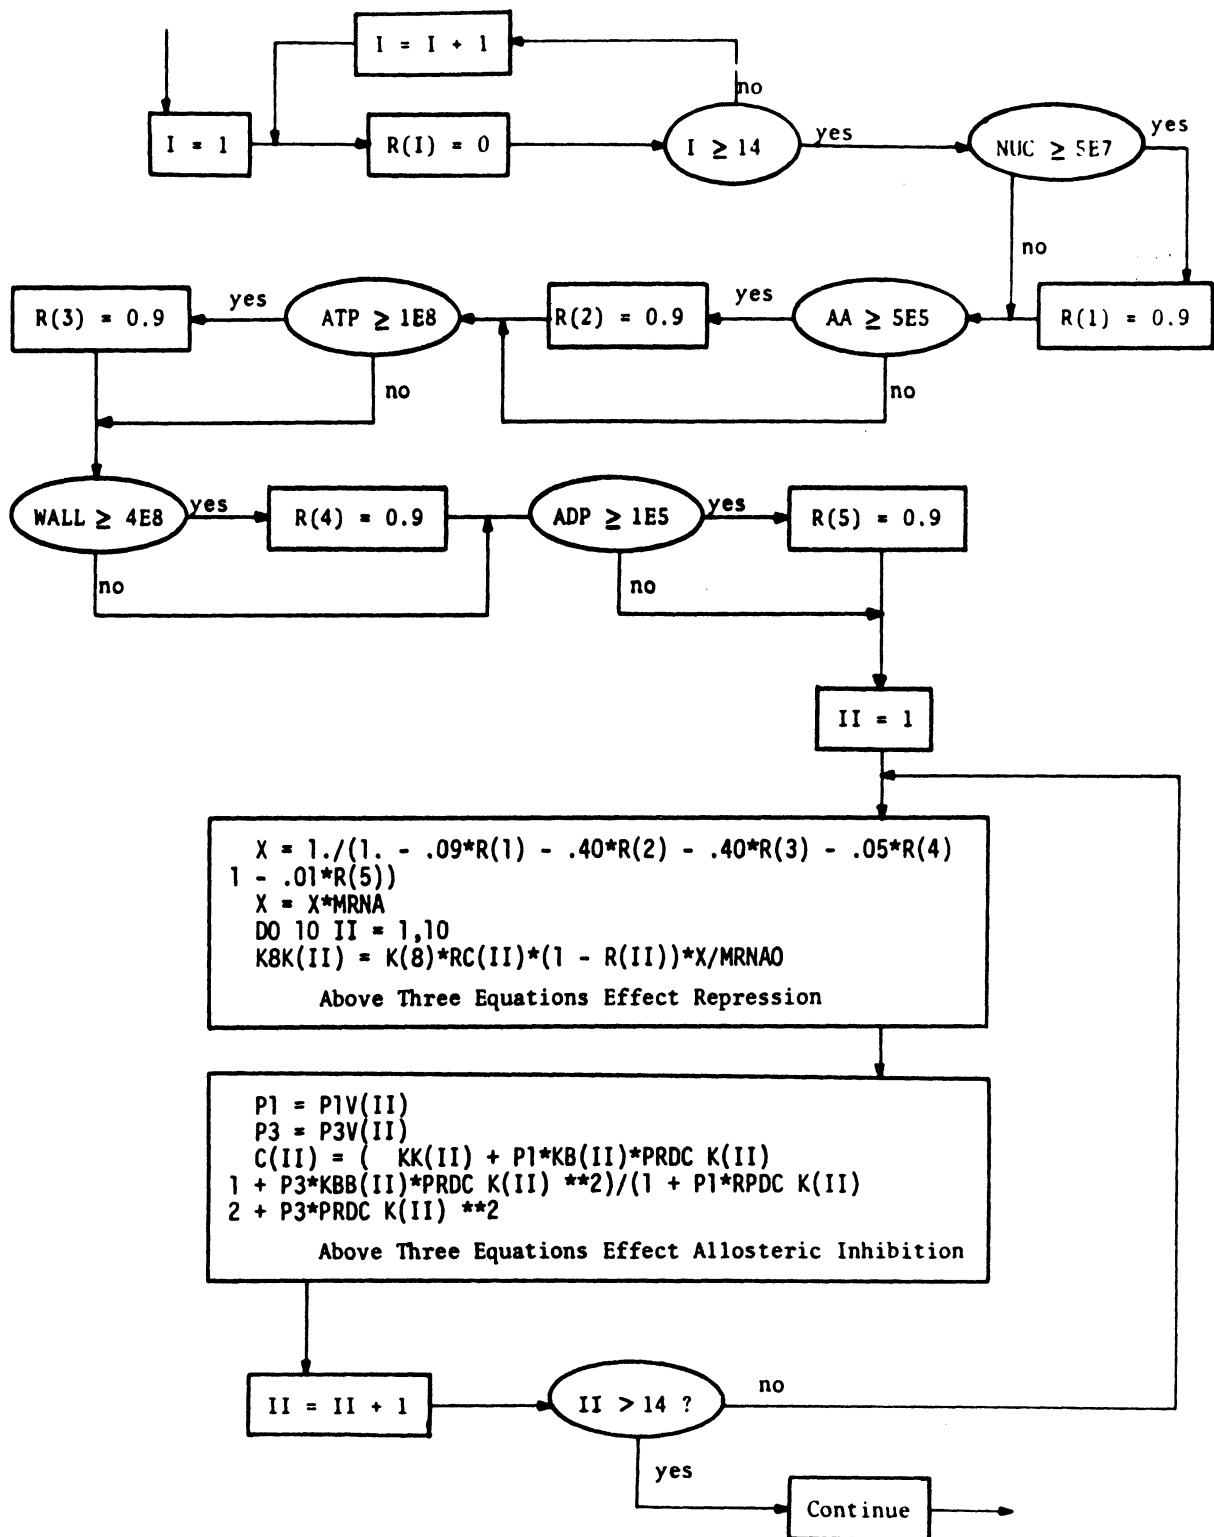 I = I + 1
no
I = 1
R(I) = 0
I ≥ 14
yes
NUC ≥ 5E7
yes
no
R(3) = 0.9
yes
ATP ≥ 1E8
no
R(2) = 0.9
yes
AA ≥ 5E5
no
R(1) = 0.9
WALL ≥ 4E8
yes
no
R(4) = 0.9
ADP ≥ 1E5
yes
no
R(5) = 0.9
II = 1
X = 1./(1. - .09*R(1) - .40*R(2) - .40*R(3) - .05*R(4)
1 - .01*R(5))
X = X*MRNA
DO 10 II = 1,10
K8K(II) = K(8)*RC(II)*(1 - R(II))*X/MRNAO
Above Three Equations Effect Repression
P1 = P1V(II)
P3 = P3V(II)
C(II) = ( KK(II) + P1*KB(II)*PRDC K(II)
1 + P3*KBB(II)*PRDC K(II) **2)/(1 + P1*RPDC K(II)
2 + P3*PRDC K(II) **2
Above Three Equations Effect Allosteric Inhibition
II = II + 1
II > 14 ?
no
yes
Continue